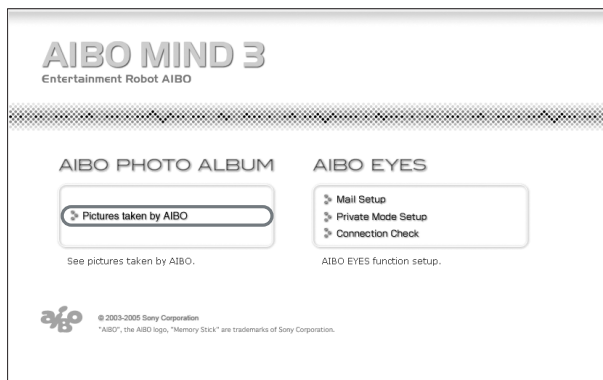 AIBO MIND 3
Entertainment Robot AIBO
AIBO PHOTO ALBUM
Pictures taken by AIBO
See pictures taken by AIBO.
AIBO EYES
Mail Setup
Private Mode Setup
Connection Check
AIBO EYES function setup.
aibo
© 2003-2005 Sony Corporation
"AIBO", the AIBO logo, "Memory Stick" are trademarks of Sony Corporation.